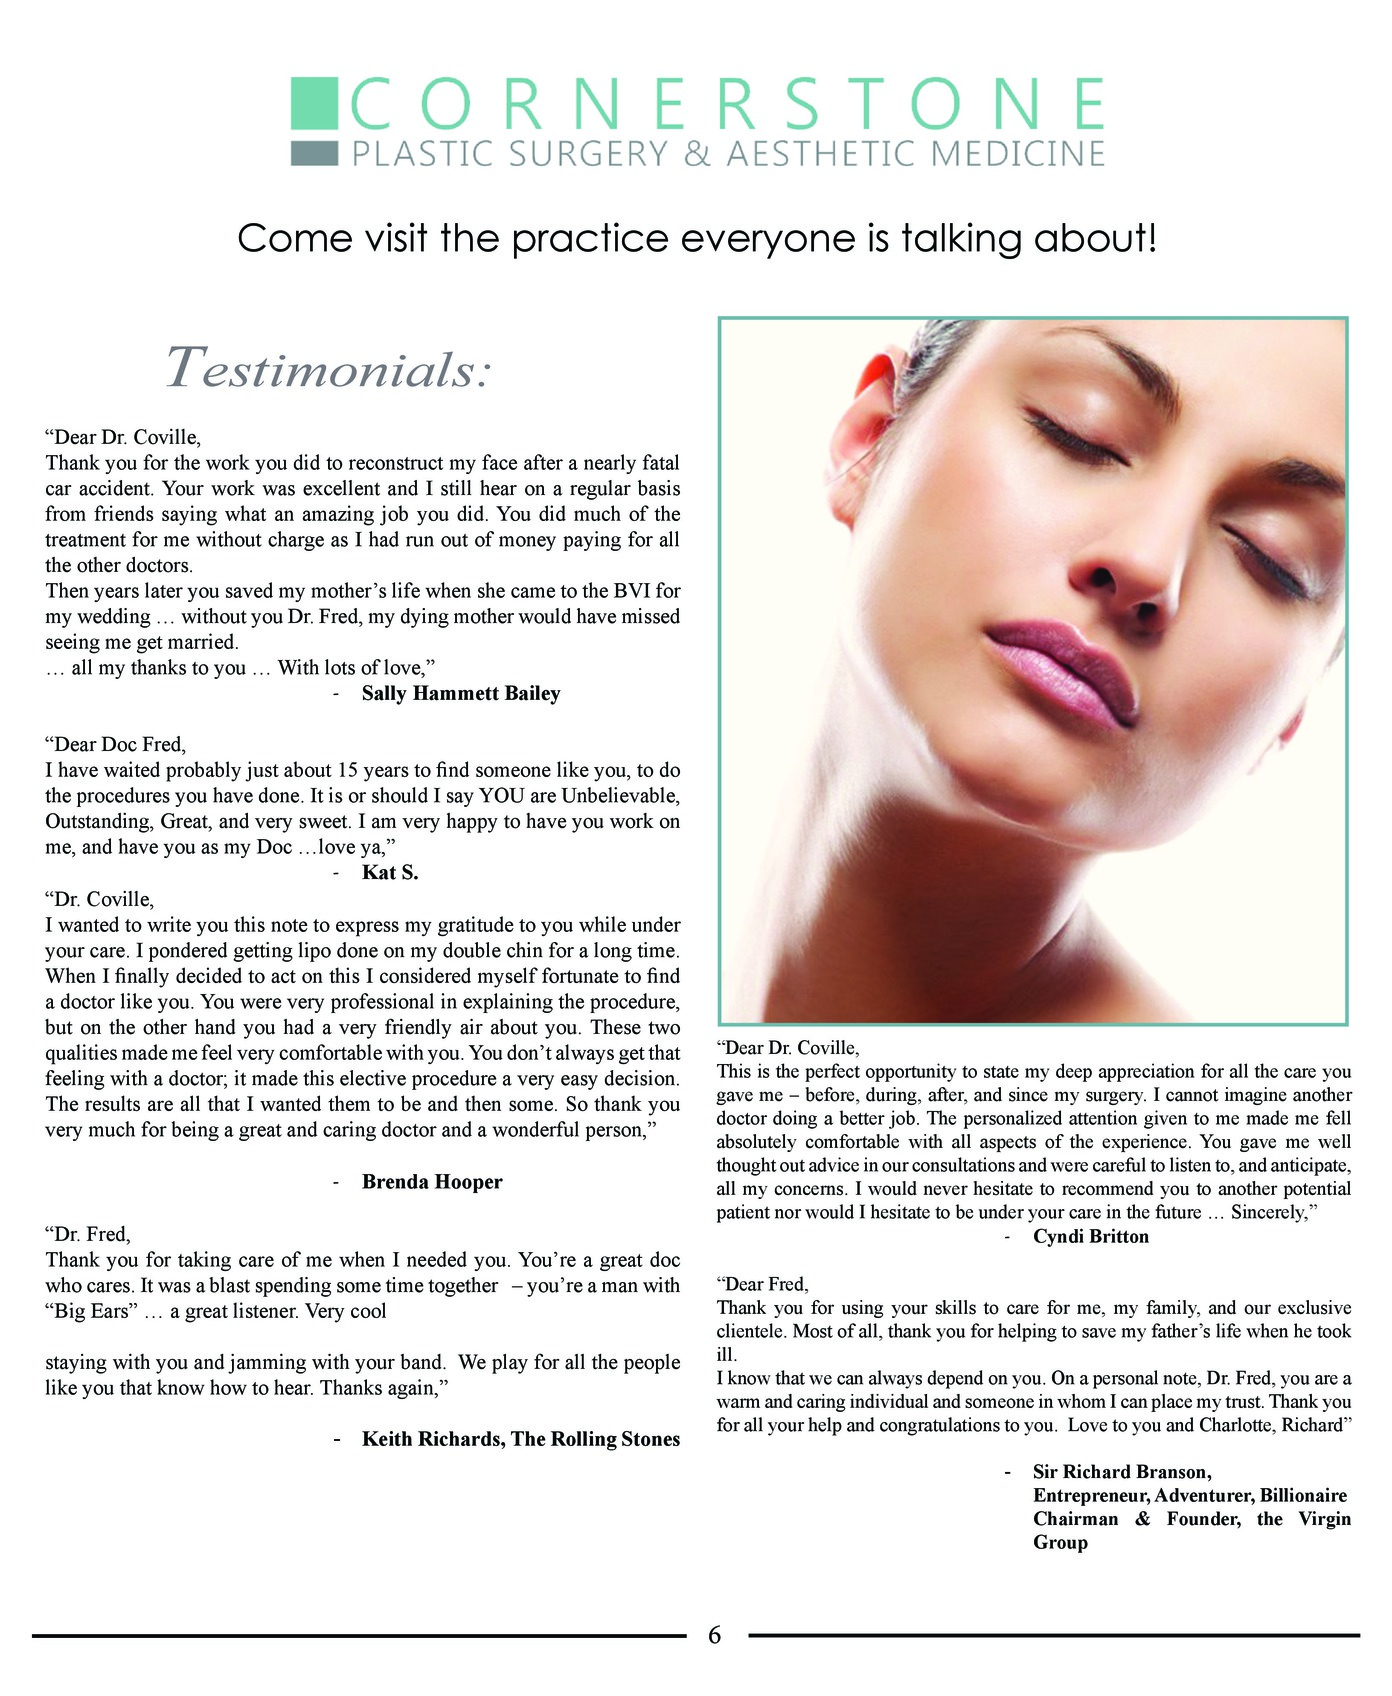 CORNERSTONE
PLASTIC SURGERY & AESTHETIC MEDICINE
Come visit the practice everyone is talking about!
Testimonials:
“Dear Dr. Coville,
Thank you for the work you did to reconstruct my face after a nearly fatal
car accident. Your work was excellent and I still hear on a regular basis
from friends saying what an amazing job you did. You did much of the
treatment for me without charge as I had run out of money paying for all
the other doctors.
Then years later you saved my mother’s life when she came to the BVI for
my wedding … without you Dr. Fred, my dying mother would have missed
seeing me get married.
… all my thanks to you … With lots of love,”
- Sally Hammett Bailey
“Dear Doc Fred,
I have waited probably just about 15 years to find someone like you, to do
the procedures you have done. It is or should I say YOU are Unbelievable,
Outstanding, Great, and very sweet. I am very happy to have you work on
me, and have you as my Doc …love ya,”
- Kat S.
“Dr. Coville,
I wanted to write you this note to express my gratitude to you while under
your care. I pondered getting lipo done on my double chin for a long time.
When I finally decided to act on this I considered myself fortunate to find
a doctor like you. You were very professional in explaining the procedure,
but on the other hand you had a very friendly air about you. These two
qualities made me feel very comfortable with you. You don’t always get that
feeling with a doctor; it made this elective procedure a very easy decision.
The results are all that I wanted them to be and then some. So thank you
very much for being a great and caring doctor and a wonderful person,”
- Brenda Hooper
“Dr. Fred,
Thank you for taking care of me when I needed you. You’re a great doc
who cares. It was a blast spending some time together – you’re a man with
“Big Ears” … a great listener. Very cool
staying with you and jamming with your band. We play for all the people
like you that know how to hear. Thanks again,”
- Keith Richards, The Rolling Stones
“Dear Dr. Coville,
This is the perfect opportunity to state my deep appreciation for all the care you
gave me – before, during, after, and since my surgery. I cannot imagine another
doctor doing a better job. The personalized attention given to me made me fell
absolutely comfortable with all aspects of the experience. You gave me well
thought out advice in our consultations and were careful to listen to, and anticipate,
all my concerns. I would never hesitate to recommend you to another potential
patient nor would I hesitate to be under your care in the future … Sincerely,”
- Cyndi Britton
“Dear Fred,
Thank you for using your skills to care for me, my family, and our exclusive
clientele. Most of all, thank you for helping to save my father’s life when he took
ill.
I know that we can always depend on you. On a personal note, Dr. Fred, you are a
warm and caring individual and someone in whom I can place my trust. Thank you
for all your help and congratulations to you. Love to you and Charlotte, Richard”
- Sir Richard Branson,
Entrepreneur, Adventurer, Billionaire
Chairman & Founder, the Virgin
Group
6